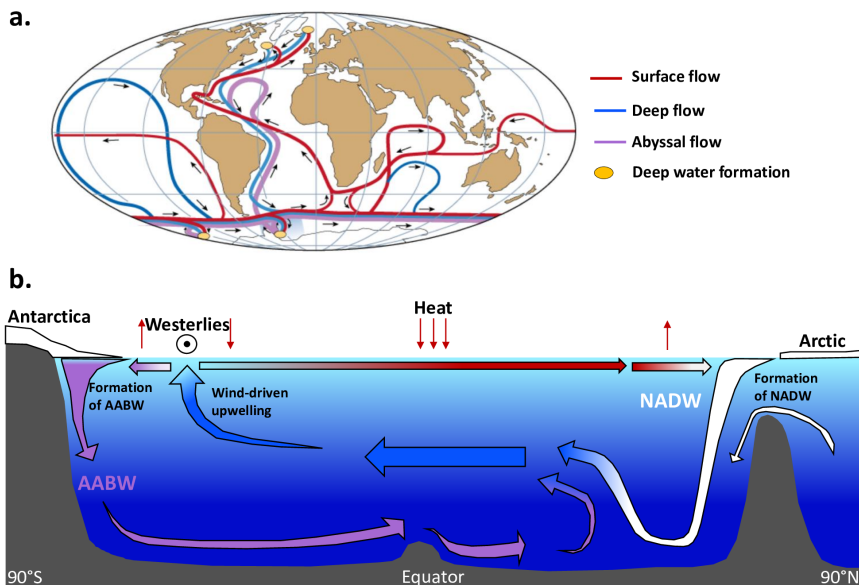 a.
Surface flow
Deep flow
Abyssal flow
Deep water formation
b.
Heat
Antarctica
Westerlies
Arctic
Formation
of AABW
Wind-driven
upwelling
NADW
Formation
of NADW
AABW
90°S
Equator
90°N